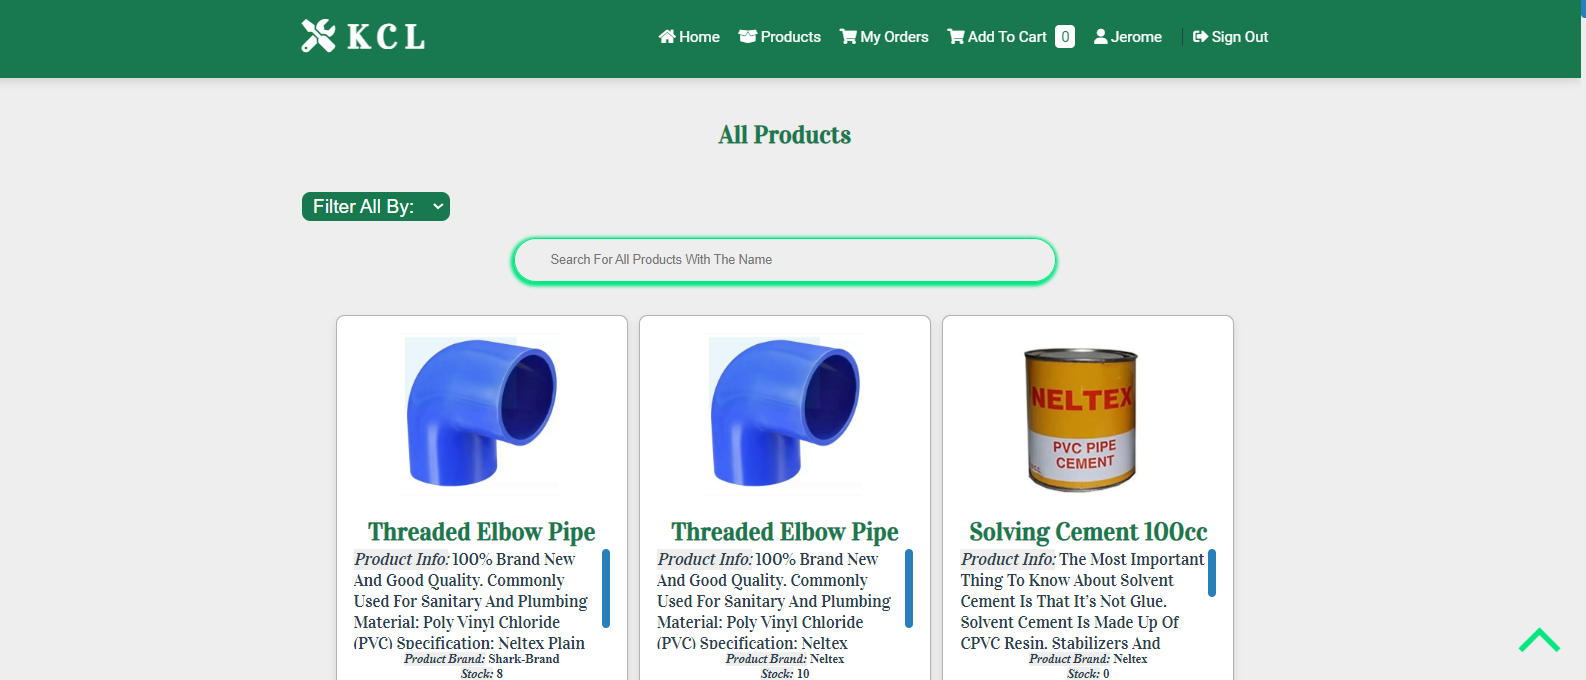 KCL
Home Products My Orders Add To Cart 0 Jerome Sign Out
All Products
Filter All By:
Search For All Products With The Name
NELTEX
PVC PIPE
CEMENT
Threaded Elbow Pipe
Product Info: 100% Brand New
And Good Quality. Commonly
Used For Sanitary And Plumbing
Material: Poly Vinyl Chloride
(PVC) Specification: Neltex Plain
Product Brand: Shark-Brand
Stock: 8
Threaded Elbow Pipe
Product Info: 100% Brand New
And Good Quality. Commonly
Used For Sanitary And Plumbing
Material: Poly Vinyl Chloride
(PVC) Specification: Neltex
Product Brand: Neltex
Stock: 10
Solving Cement 100cc
Product Info: The Most Important
Thing To Know About Solvent
Cement Is That It’s Not Glue.
Solvent Cement Is Made Up Of
CPVC Resin, Stabilizers And
Product Brand: Neltex
Stock: 0